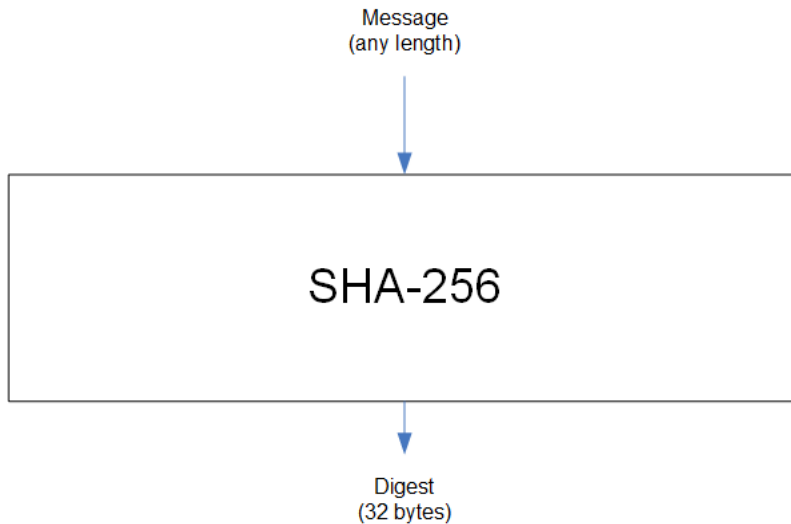 Message
(any length)
SHA-256
Digest
(32 bytes)